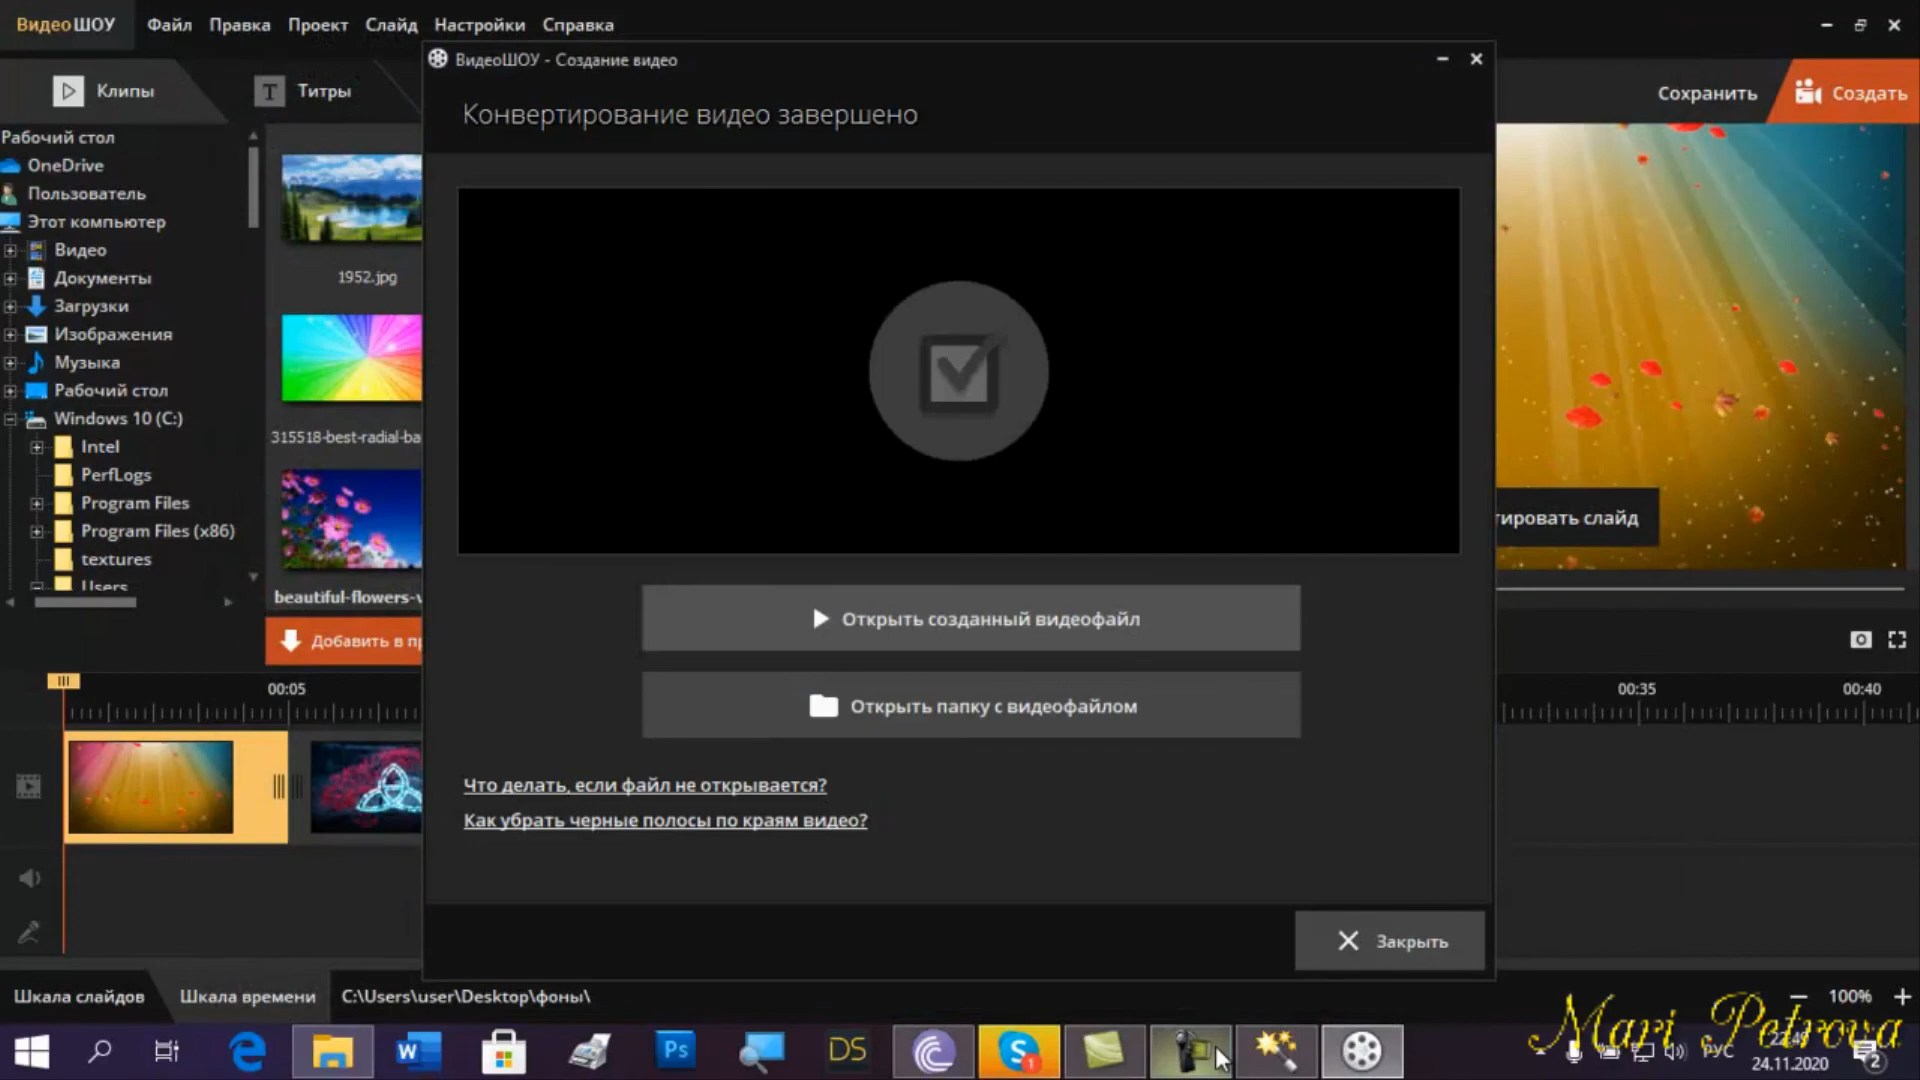 ВидеоШОУ
Файл Правка Проект Слайд Настройки Справка
ВидеоШОУ - Создание видео
Клипы
Титры
Конвертирование видео завершено
Сохранить
Создать
Рабочий стол
OneDrive
Пользователь
Этот компьютер
Видео
Документы
Загрузки
Изображения
Музыка
Рабочий стол
Windows 10 (C:)
Intel
PerfLogs
Program Files
Program Files (x86)
textures
Users
1952.jpg
315518-best-radial-ba
beautiful-flowers-v
Добавить в п
тировать слайд
Открыть созданный видеофайл
Открыть папку с видеофайлом
Что делать, если файл не открывается?
Как убрать черные полосы по краям видео?
Закрыть
00:05
00:35
00:40
Шкала слайдов
Шкала времени
C:\Users\user\Desktop\фоны\
100%
Mari Petrova
W
Ps
DS
S
1
РУС
24.11.2020
2